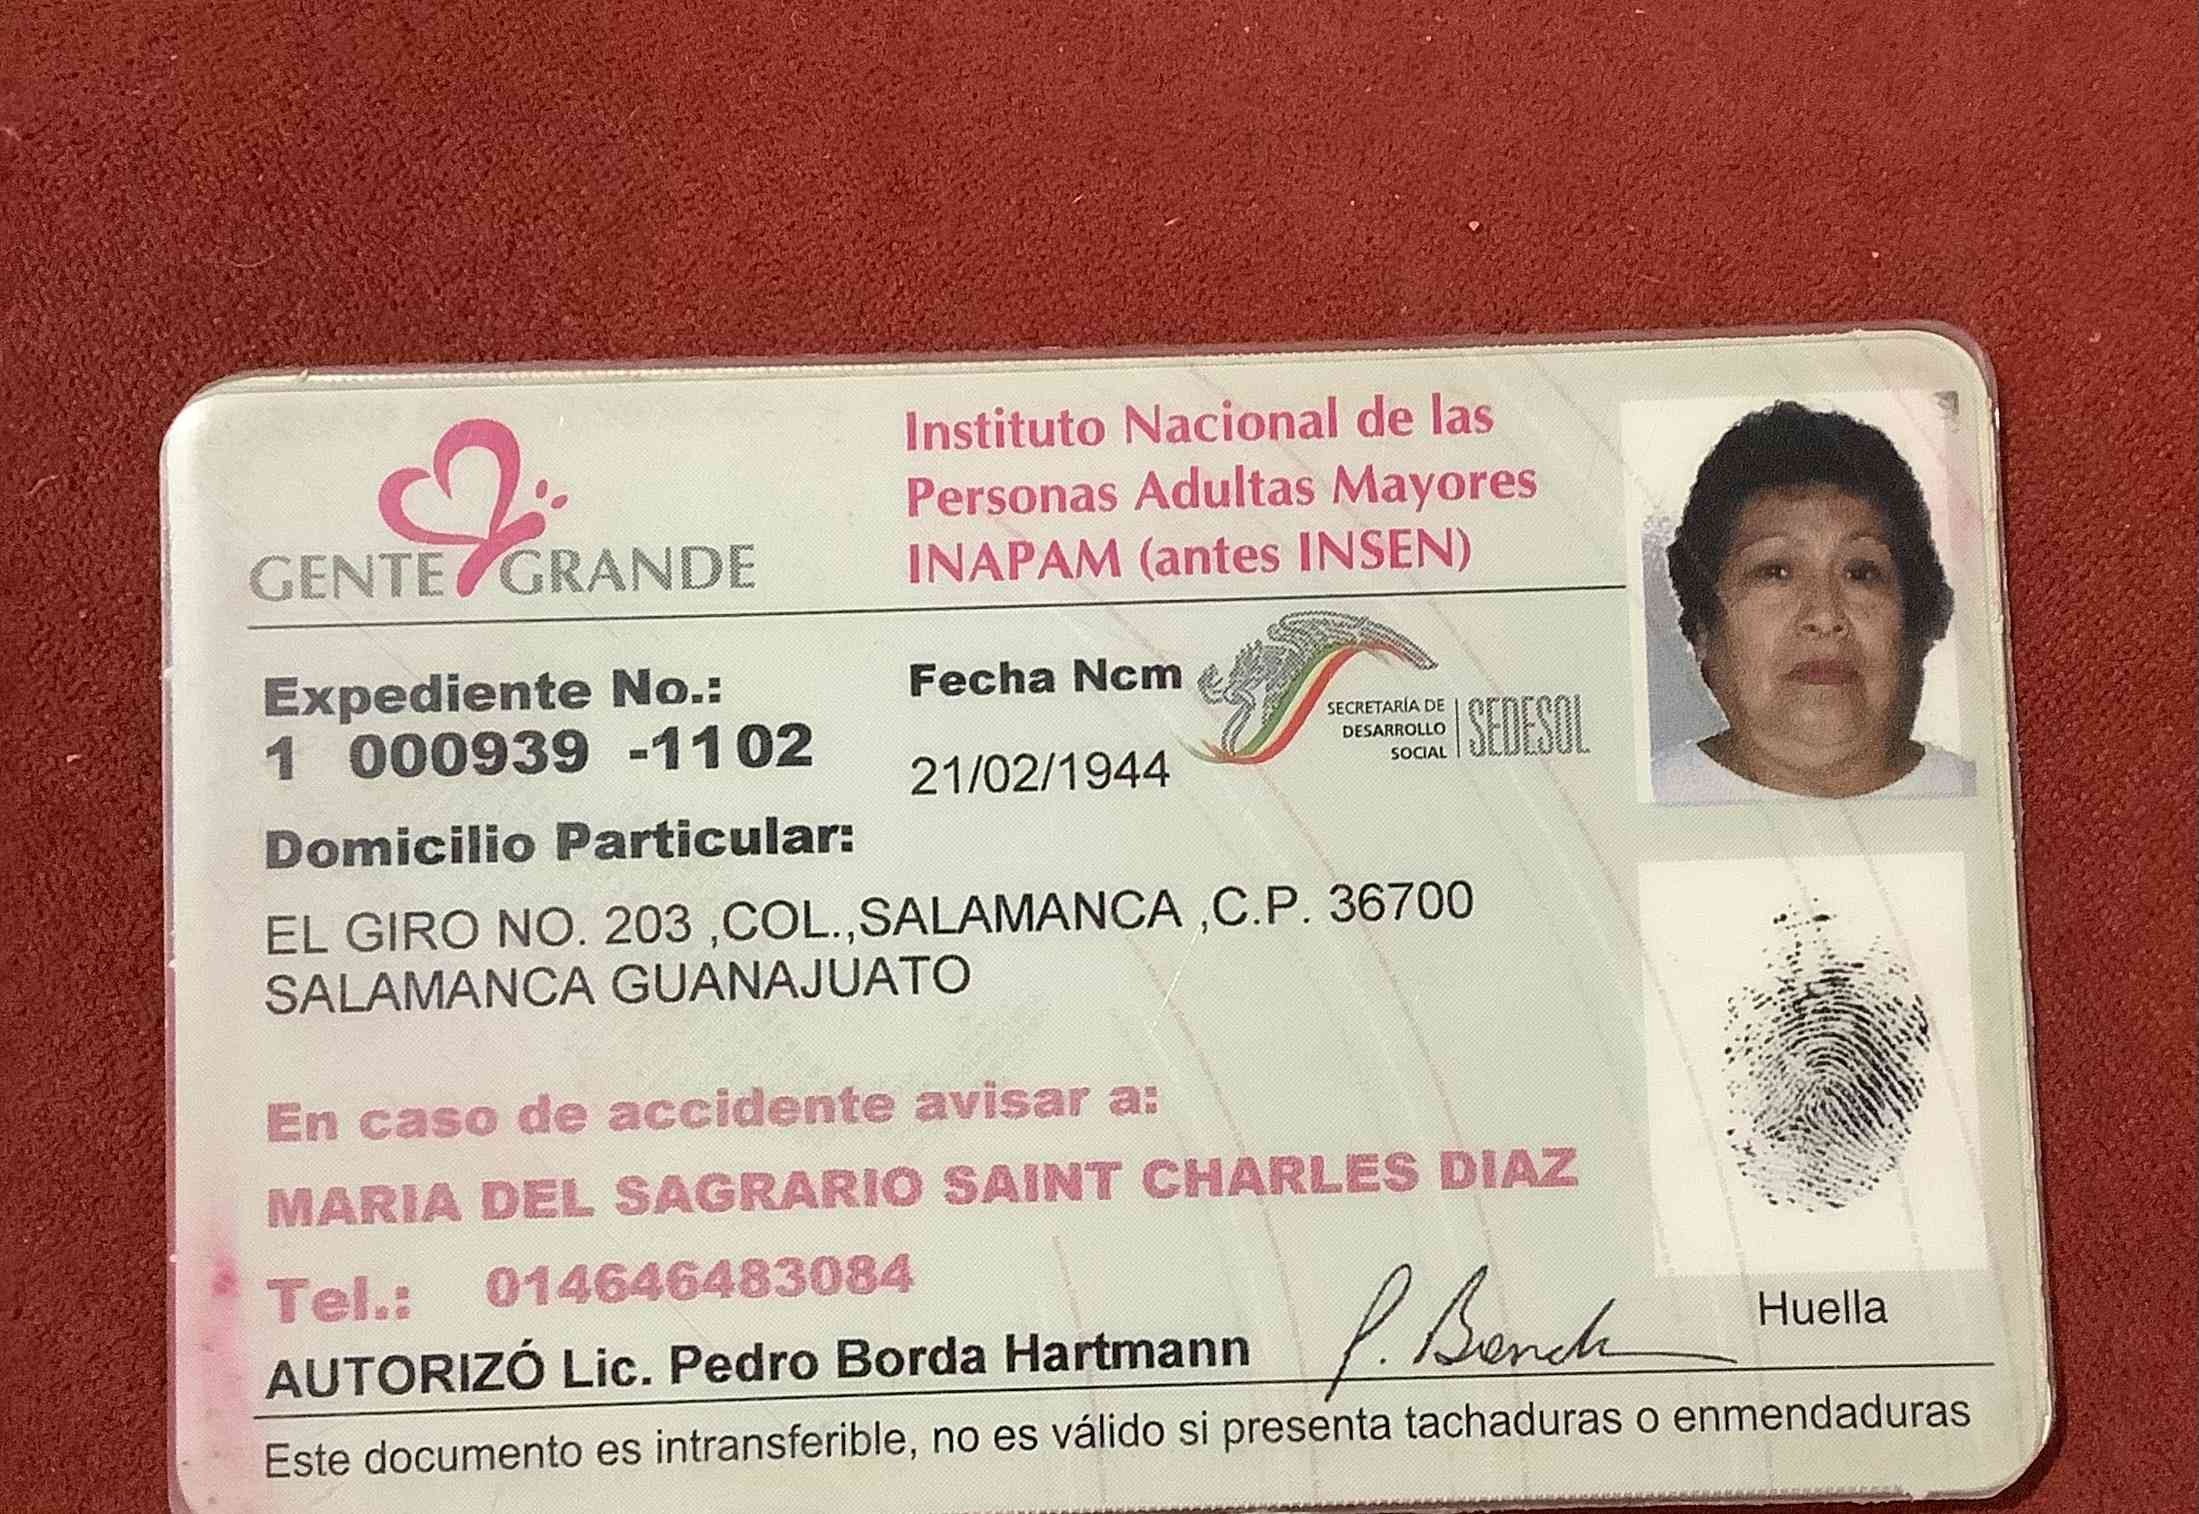 GENTE GRANDE
Instituto Nacional de las
Personas Adultas Mayores
INAPAM (antes INSEN)
Expediente No.:
1 000939 -1102
Fecha Ncm
21/02/1944
SECRETARÍA DE
DESARROLLO
SOCIAL
SEDESOL
Domicilio Particular:
EL GIRO NO. 203 ,COL.,SALAMANCA ,C.P. 36700
SALAMANCA GUANAJUATO
En caso de accidente avisar a:
MARIA DEL SAGRARIO SAINT CHARLES DIAZ
Tel.: 014646483084
Huella
AUTORIZÓ Lic. Pedro Borda Hartmann
Este documento es intransferible, no es válido si presenta tachaduras o enmendaduras